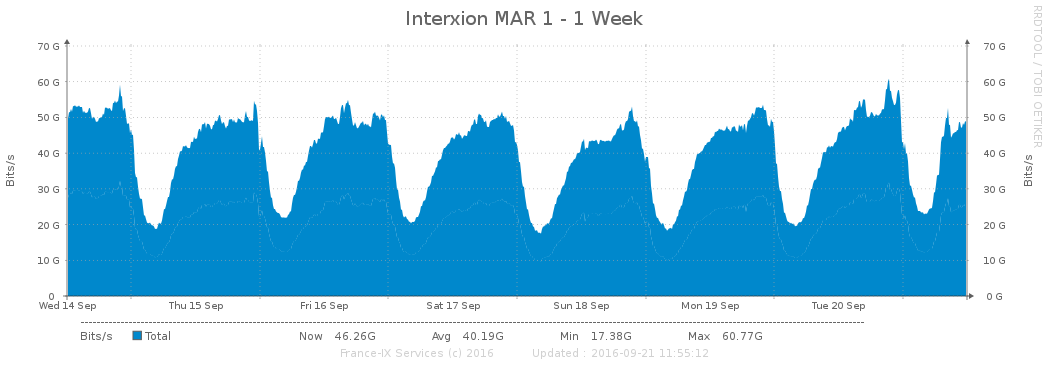 Interxion MAR 1 - 1 Week
RRDTOOL / TOBI OETIKER
Bits/s
70 G 70 G
60 G 60 G
50 G 50 G
40 G 40 G
30 G 30 G
20 G 20 G
10 G 10 G
0 0 G
Bits/s
Wed 14 Sep Thu 15 Sep Fri 16 Sep Sat 17 Sep Sun 18 Sep Mon 19 Sep Tue 20 Sep
Bits/s Total Now 46.26G Avg 40.19G Min 17.38G Max 60.77G
France-IX Services (c) 2016 Updated : 2016-09-21 11:55:12